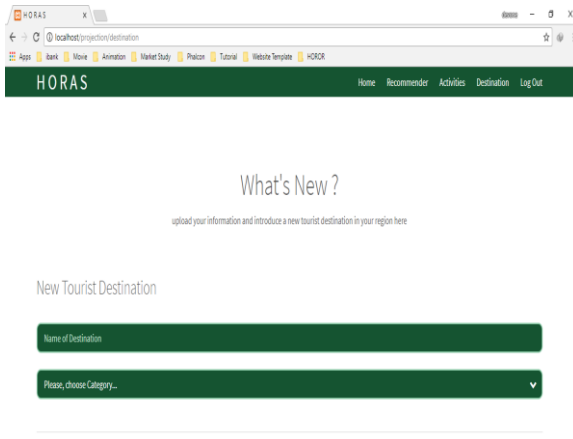 HORAS x
localhost/projection/destination
Apps ibank Movie Animation Market Study Phalcon Tutorial Website Template HOROR
HORAS Home Recommender Activities Destination Log Out
What's New ?
upload your information and introduce a new tourist destination in your region here
New Tourist Destination
Name of Destination
Please, choose Category...